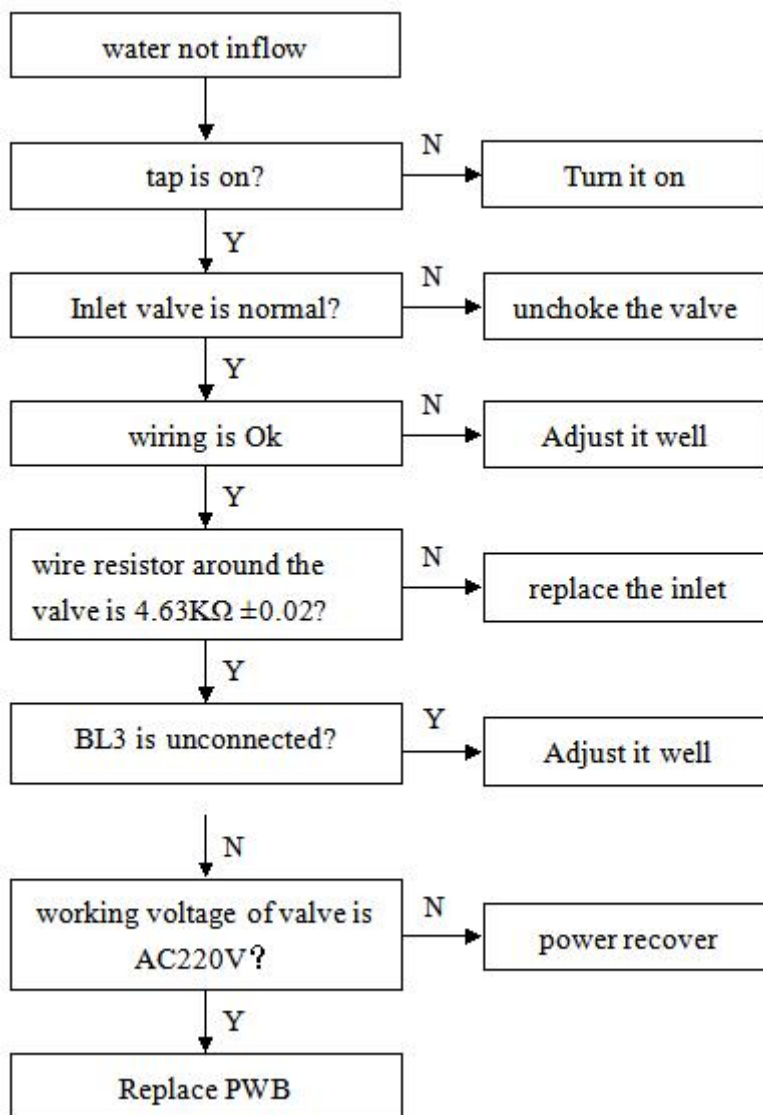 water not inflow
tap is on?
N
Turn it on
Y
Inlet valve is normal?
N
unchoke the valve
Y
wiring is Ok
N
Adjust it well
Y
wire resistor around the
valve is 4.63KΩ ±0.02?
N
replace the inlet
Y
BL3 is unconnected?
Y
Adjust it well
N
working voltage of valve is
AC220V?
N
power recover
Y
Replace PWB